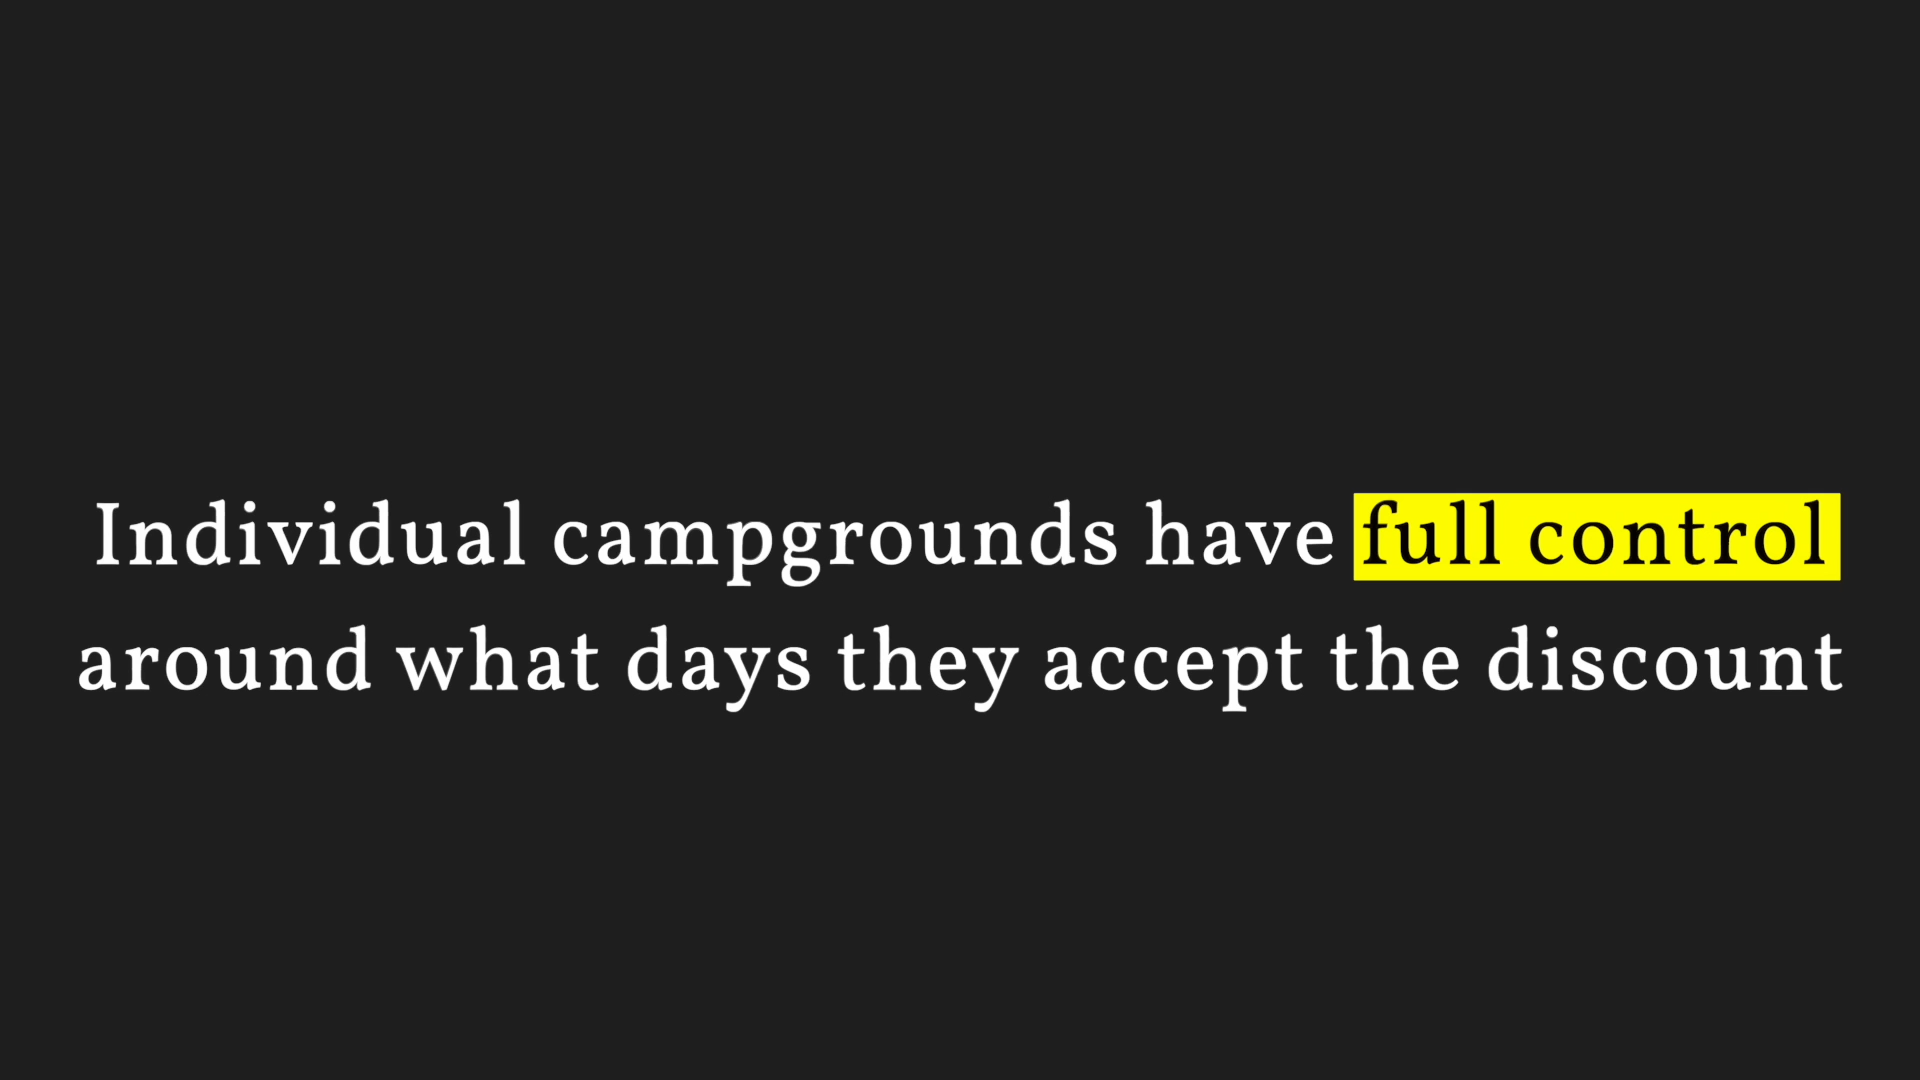 Individual campgrounds have full control
around what days they accept the discount